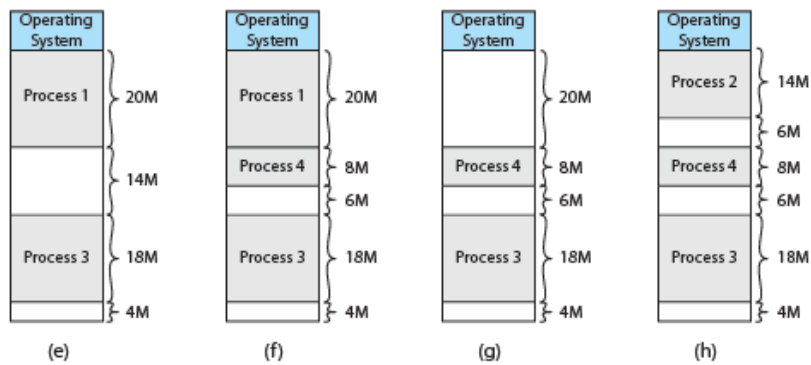 Operating
System
Process 1
20M
14M
Process 3
18M
4M
(e)
Operating
System
Process 1
20M
Process 4
8M
6M
Process 3
18M
4M
(f)
Operating
System
20M
Process 4
8M
6M
Process 3
18M
4M
(g)
Operating
System
Process 2
14M
6M
Process 4
8M
6M
Process 3
18M
4M
(h)